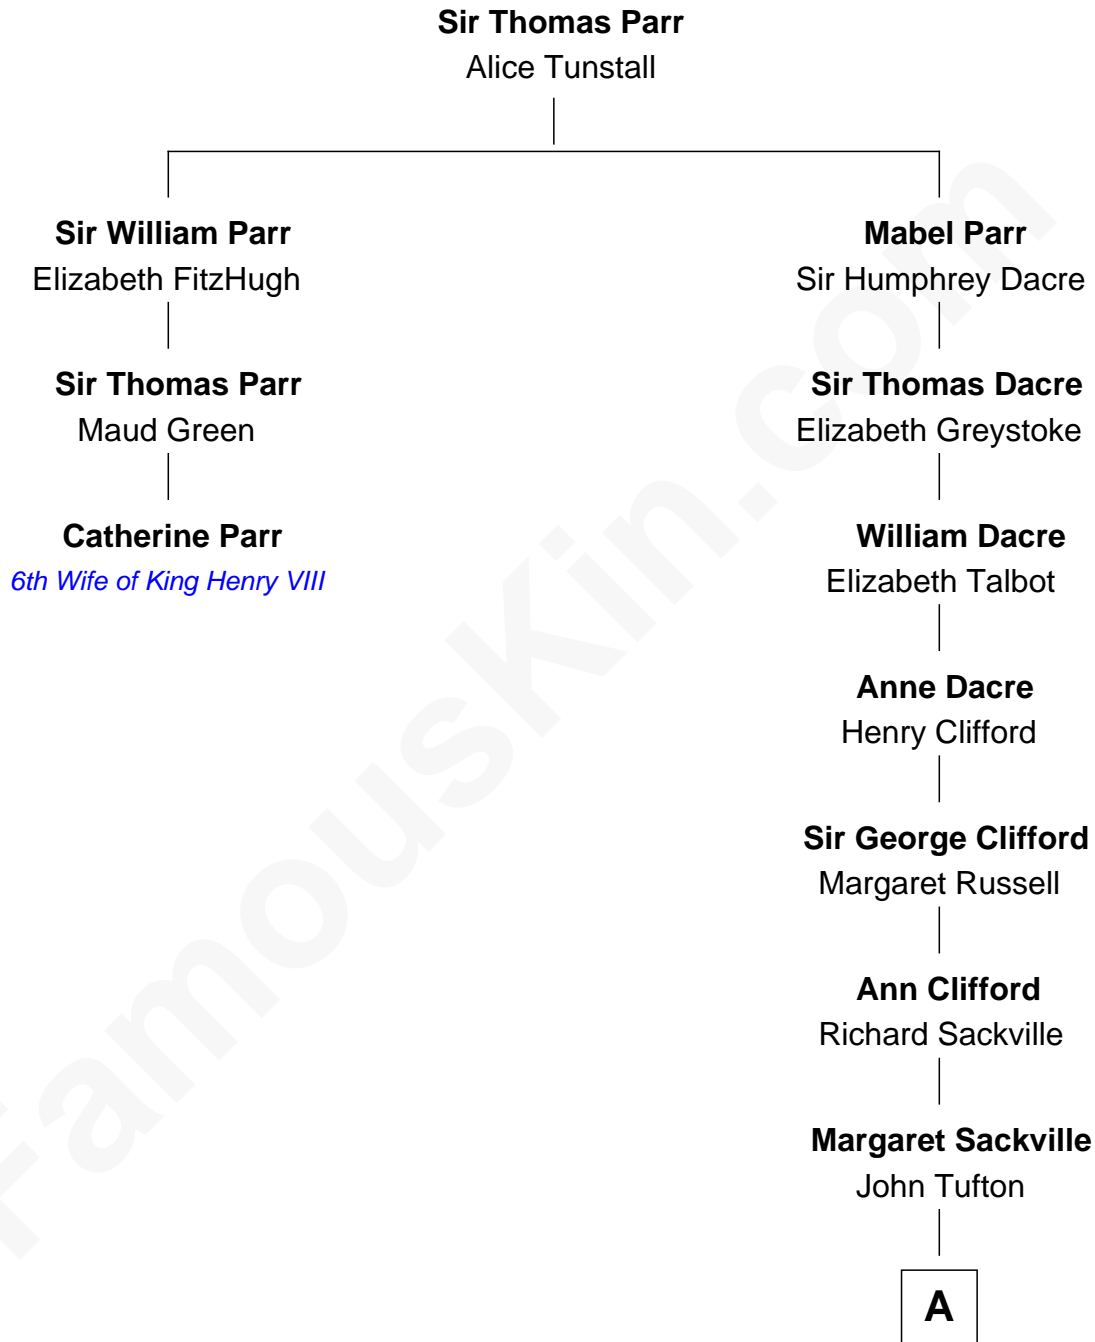 Sir Thomas Parr
Alice Tunstall
Sir William Parr
Elizabeth FitzHugh
Mabel Parr
Sir Humphrey Dacre
Sir Thomas Parr
Maud Green
Sir Thomas Dacre
Elizabeth Greystoke
Catherine Parr
6th Wife of King Henry VIII
William Dacre
Elizabeth Talbot
Anne Dacre
Henry Clifford
Sir George Clifford
Margaret Russell
Ann Clifford
Richard Sackville
Margaret Sackville
John Tufton
A
FamousKin.com